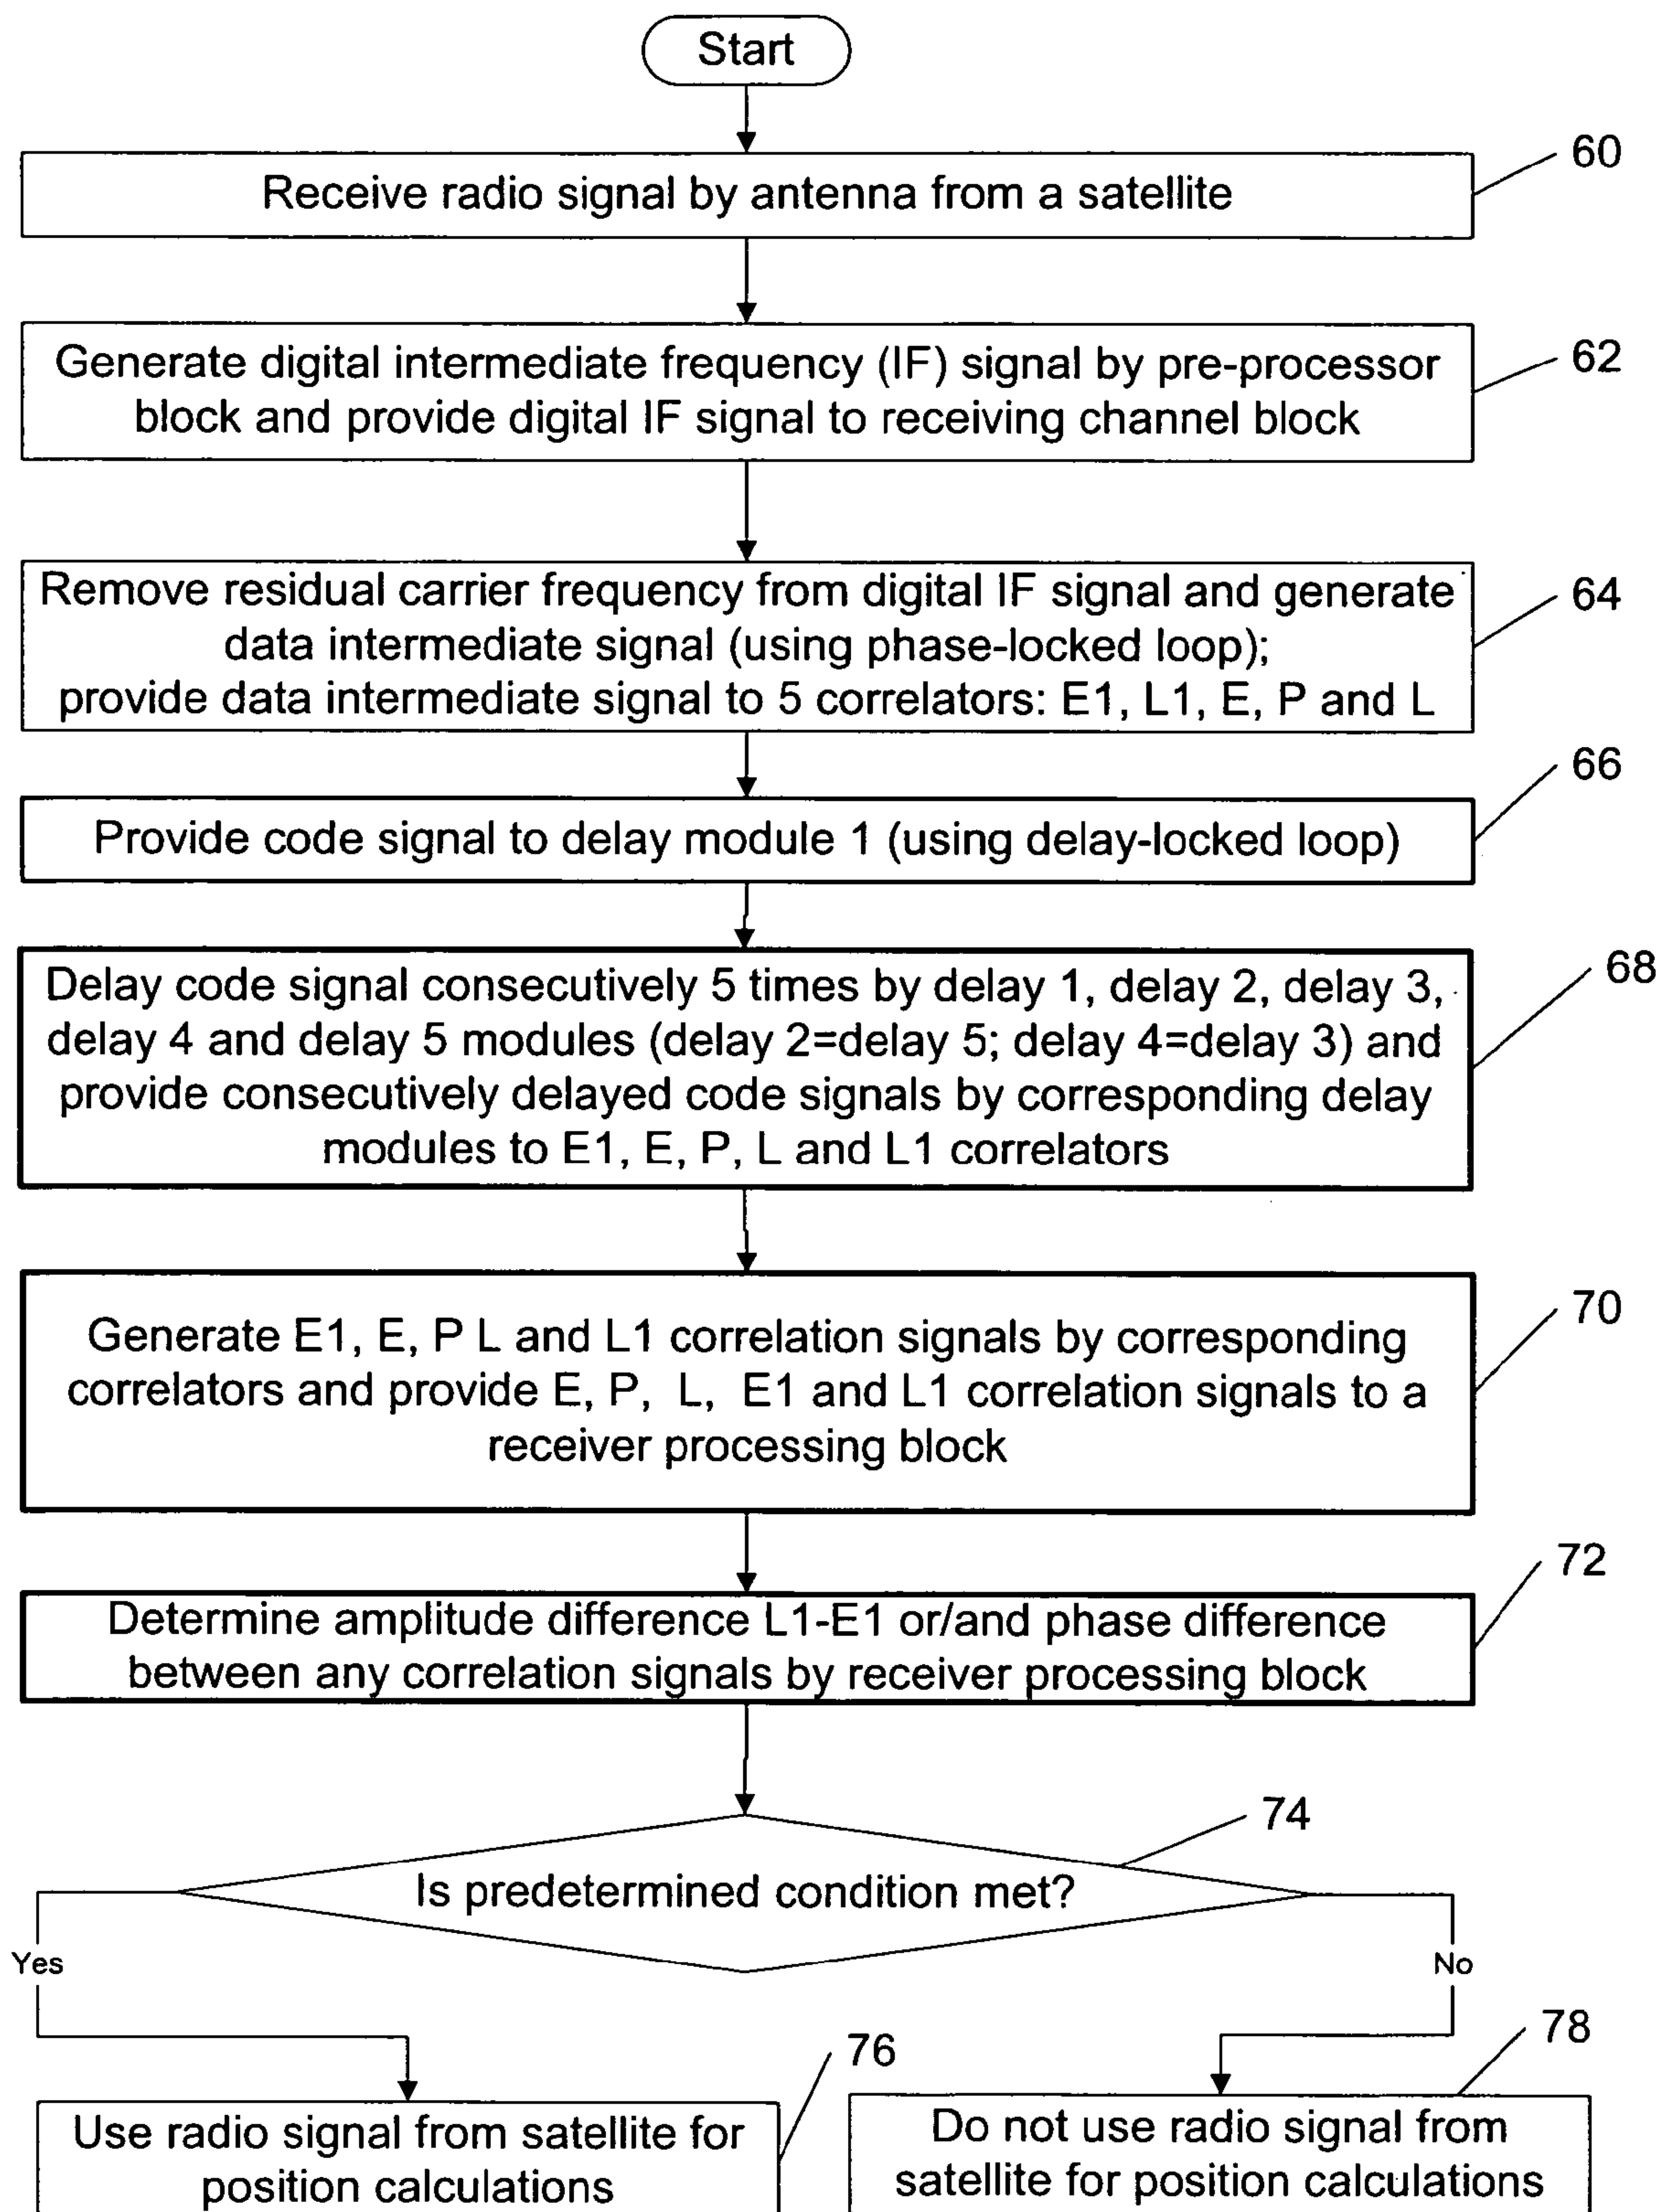 Start
60
Receive radio signal by antenna from a satellite
62
Generate digital intermediate frequency (IF) signal by pre-processor
block and provide digital IF signal to receiving channel block
64
Remove residual carrier frequency from digital IF signal and generate
data intermediate signal (using phase-locked loop);
provide data intermediate signal to 5 correlators: E1, L1, E, P and L
66
Provide code signal to delay module 1 (using delay-locked loop)
68
Delay code signal consecutively 5 times by delay 1, delay 2, delay 3,
delay 4 and delay 5 modules (delay 2=delay 5; delay 4=delay 3) and
provide consecutively delayed code signals by corresponding delay
modules to E1, E, P, L and L1 correlators
70
Generate E1, E, P L and L1 correlation signals by corresponding
correlators and provide E, P, L, E1 and L1 correlation signals to a
receiver processing block
72
Determine amplitude difference L1-E1 or/and phase difference
between any correlation signals by receiver processing block
74
Is predetermined condition met?
Yes
No
76
Use radio signal from satellite for
position calculations
78
Do not use radio signal from
satellite for position calculations